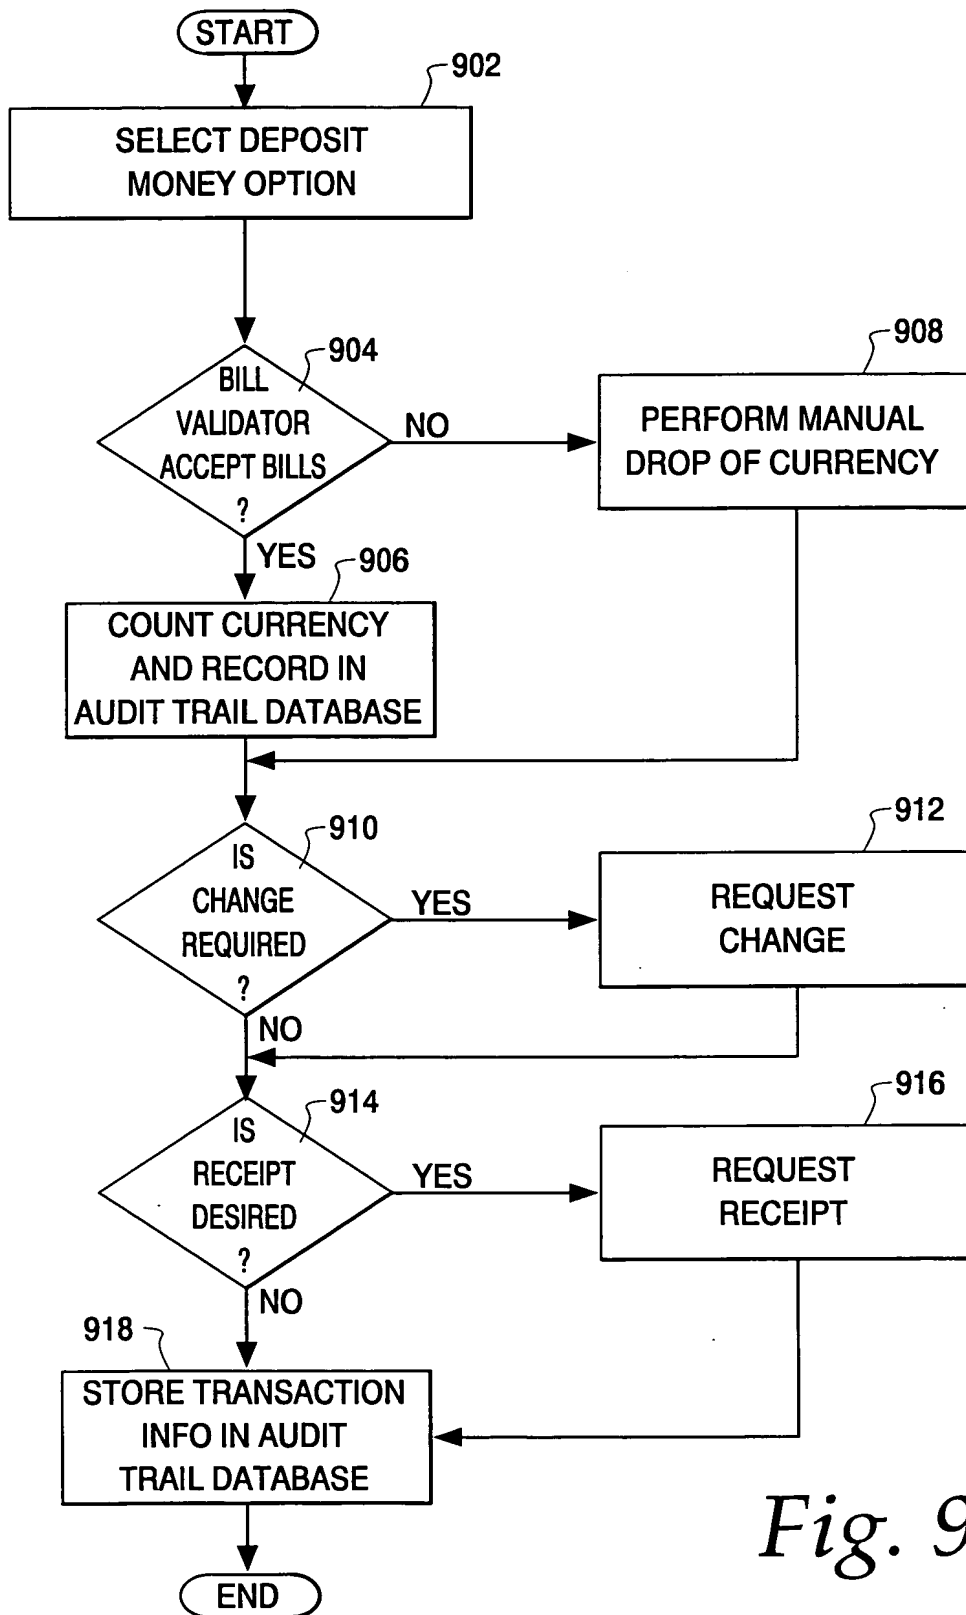 START
902
SELECT DEPOSIT
MONEY OPTION
904
BILL
VALIDATOR
ACCEPT BILLS
?
NO
908
PERFORM MANUAL
DROP OF CURRENCY
YES
906
COUNT CURRENCY
AND RECORD IN
AUDIT TRAIL DATABASE
910
IS
CHANGE
REQUIRED
?
YES
912
REQUEST
CHANGE
NO
914
IS
RECEIPT
DESIRED
?
YES
916
REQUEST
RECEIPT
NO
918
STORE TRANSACTION
INFO IN AUDIT
TRAIL DATABASE
END
Fig. 9